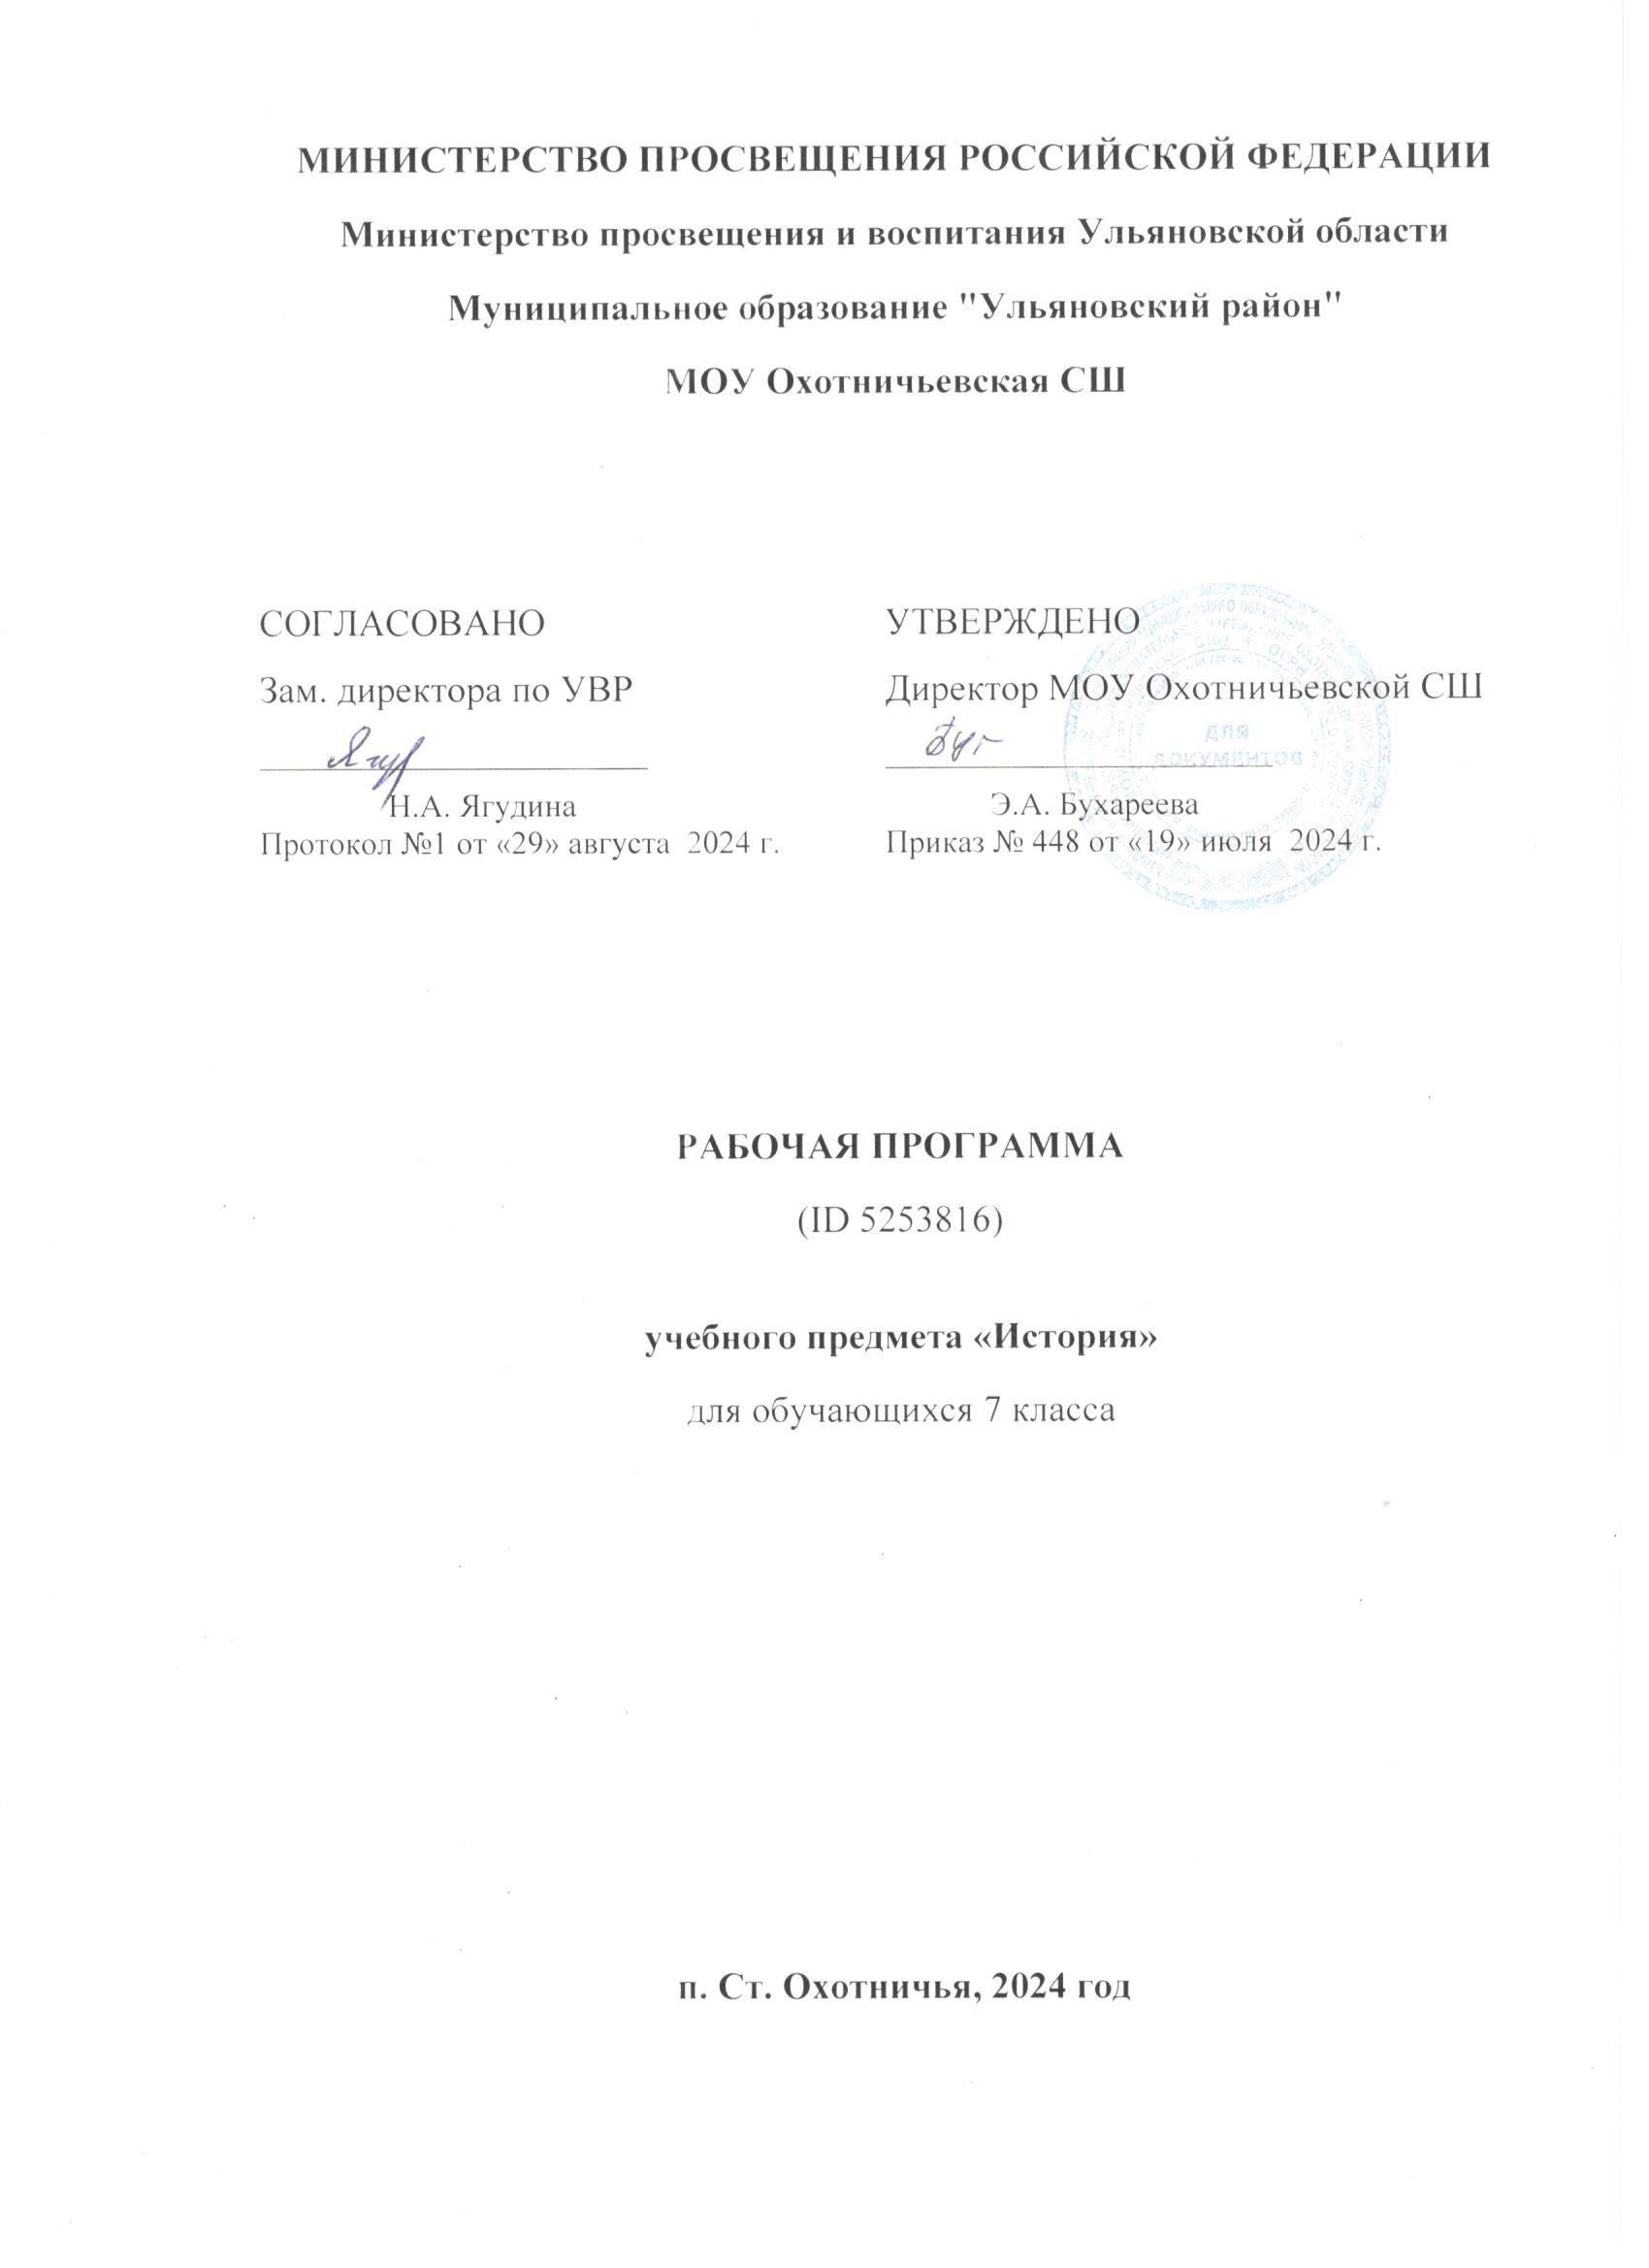 МИНИСТЕРСТВО ПРОСВЕЩЕНИЯ РОССИЙСКОЙ ФЕДЕРАЦИИ
Министерство просвещения и воспитания Ульяновской области
Муниципальное образование "Ульяновский район"
МОУ Охотничьевская СШ
СОГЛАСОВАНО
Зам. директора по УВР
Н.А. Ягудина
Протокол №1 от «29» августа 2024 г.
УТВЕРЖДЕНО
Директор МОУ Охотничьевской СШ
ДЛЯ
ДОКУМЕНТОВ
Э.А. Бухареева
Приказ № 448 от «19» июля 2024 г.
РАБОЧАЯ ПРОГРАММА
(ID 5253816)
учебного предмета «История»
для обучающихся 7 класса
п. Ст. Охотничья, 2024 год